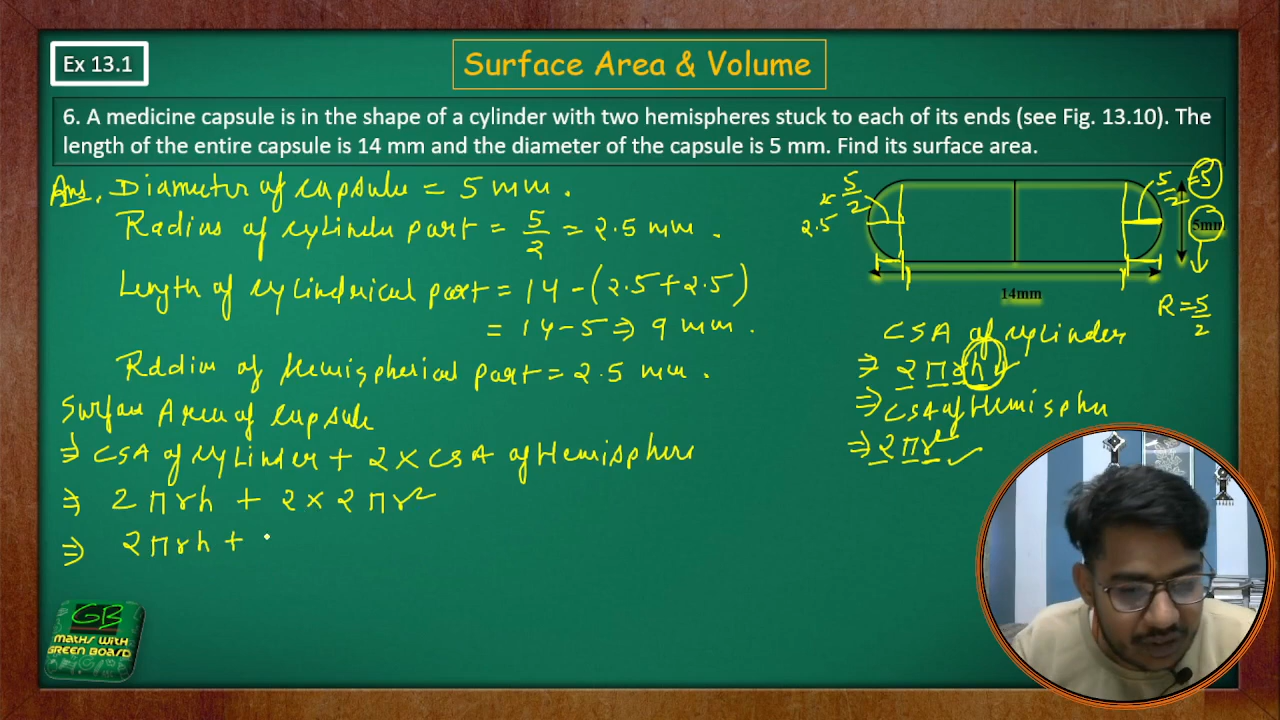 Ex 13.1
Surface Area & Volume
6. A medicine capsule is in the shape of a cylinder with two hemispheres stuck to each of its ends (see Fig. 13.10). The
length of the entire capsule is 14 mm and the diameter of the capsule is 5 mm. Find its surface area.
Ans. Diameter of capsule = 5 mm.
Radius of cylinder part = 5/2 = 2.5 mm.
Length of cylindrical part = 14 - (2.5+2.5)
= 14-5 ⇒ 9 mm.
Radius of Hemispherical part = 2.5 mm.
Surface Area of capsule
⇒ CSA of cylinder + 2 × CSA of Hemisphere
⇒ 2πrh + 2 × 2πr²
⇒ 2πrh +
5/2
2.5
5/2 =
5mm
14mm
R = 5/2
CSA of cylinder
⇒ 2πrh
⇒ CSA of Hemisphere
⇒ 2πr²
GB
MATHS WITH
GREEN BOARD